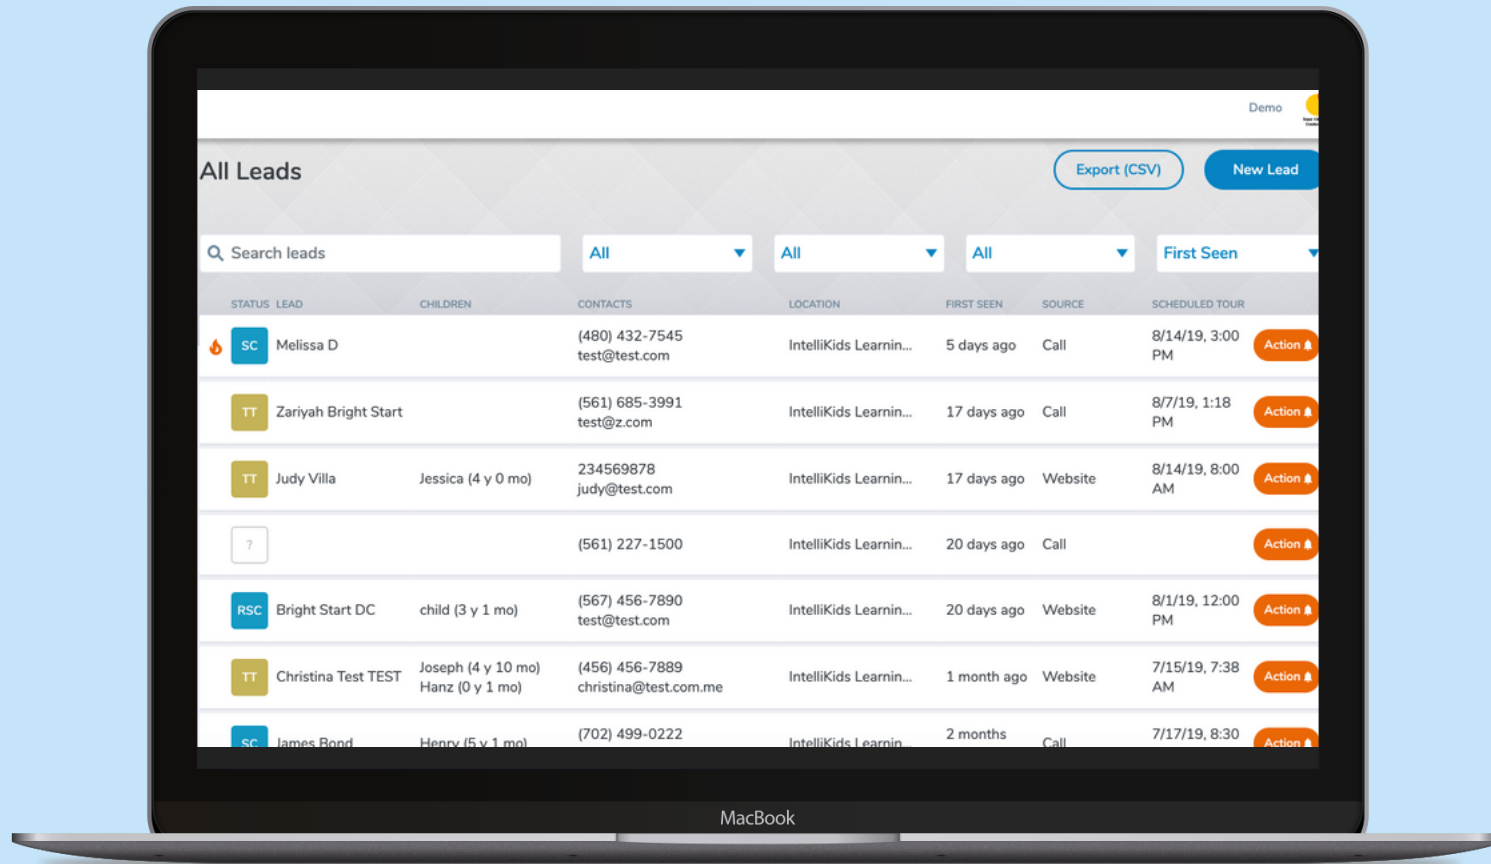 Demo
All Leads
Export (CSV)
New Lead
Search leads
All
All
All
First Seen
STATUS LEAD CHILDREN CONTACTS LOCATION FIRST SEEN SOURCE SCHEDULED TOUR
SC Melissa D (480) 432-7545 IntelliKids Learnin... 5 days ago Call 8/14/19, 3:00 Action
test@test.com PM
TT Zariyah Bright Start (561) 685-3991 IntelliKids Learnin... 17 days ago Call 8/7/19, 1:18 Action
test@z.com PM
TT Judy Villa Jessica (4 y 0 mo) 234569878 IntelliKids Learnin... 17 days ago Website 8/14/19, 8:00 Action
judy@test.com AM
? (561) 227-1500 IntelliKids Learnin... 20 days ago Call Action
RSC Bright Start DC child (3 y 1 mo) (567) 456-7890 IntelliKids Learnin... 20 days ago Website 8/1/19, 12:00 Action
test@test.com PM
TT Christina Test TEST Joseph (4 y 10 mo) (456) 456-7889 IntelliKids Learnin... 1 month ago Website 7/15/19, 7:38 Action
Hanz (0 y 1 mo) christina@test.com.me AM
SC James Bond Henry (5 y 1 mo) (702) 499-0222 IntelliKids Learnin... 2 months Call 7/17/19, 8:30 Action
MacBook